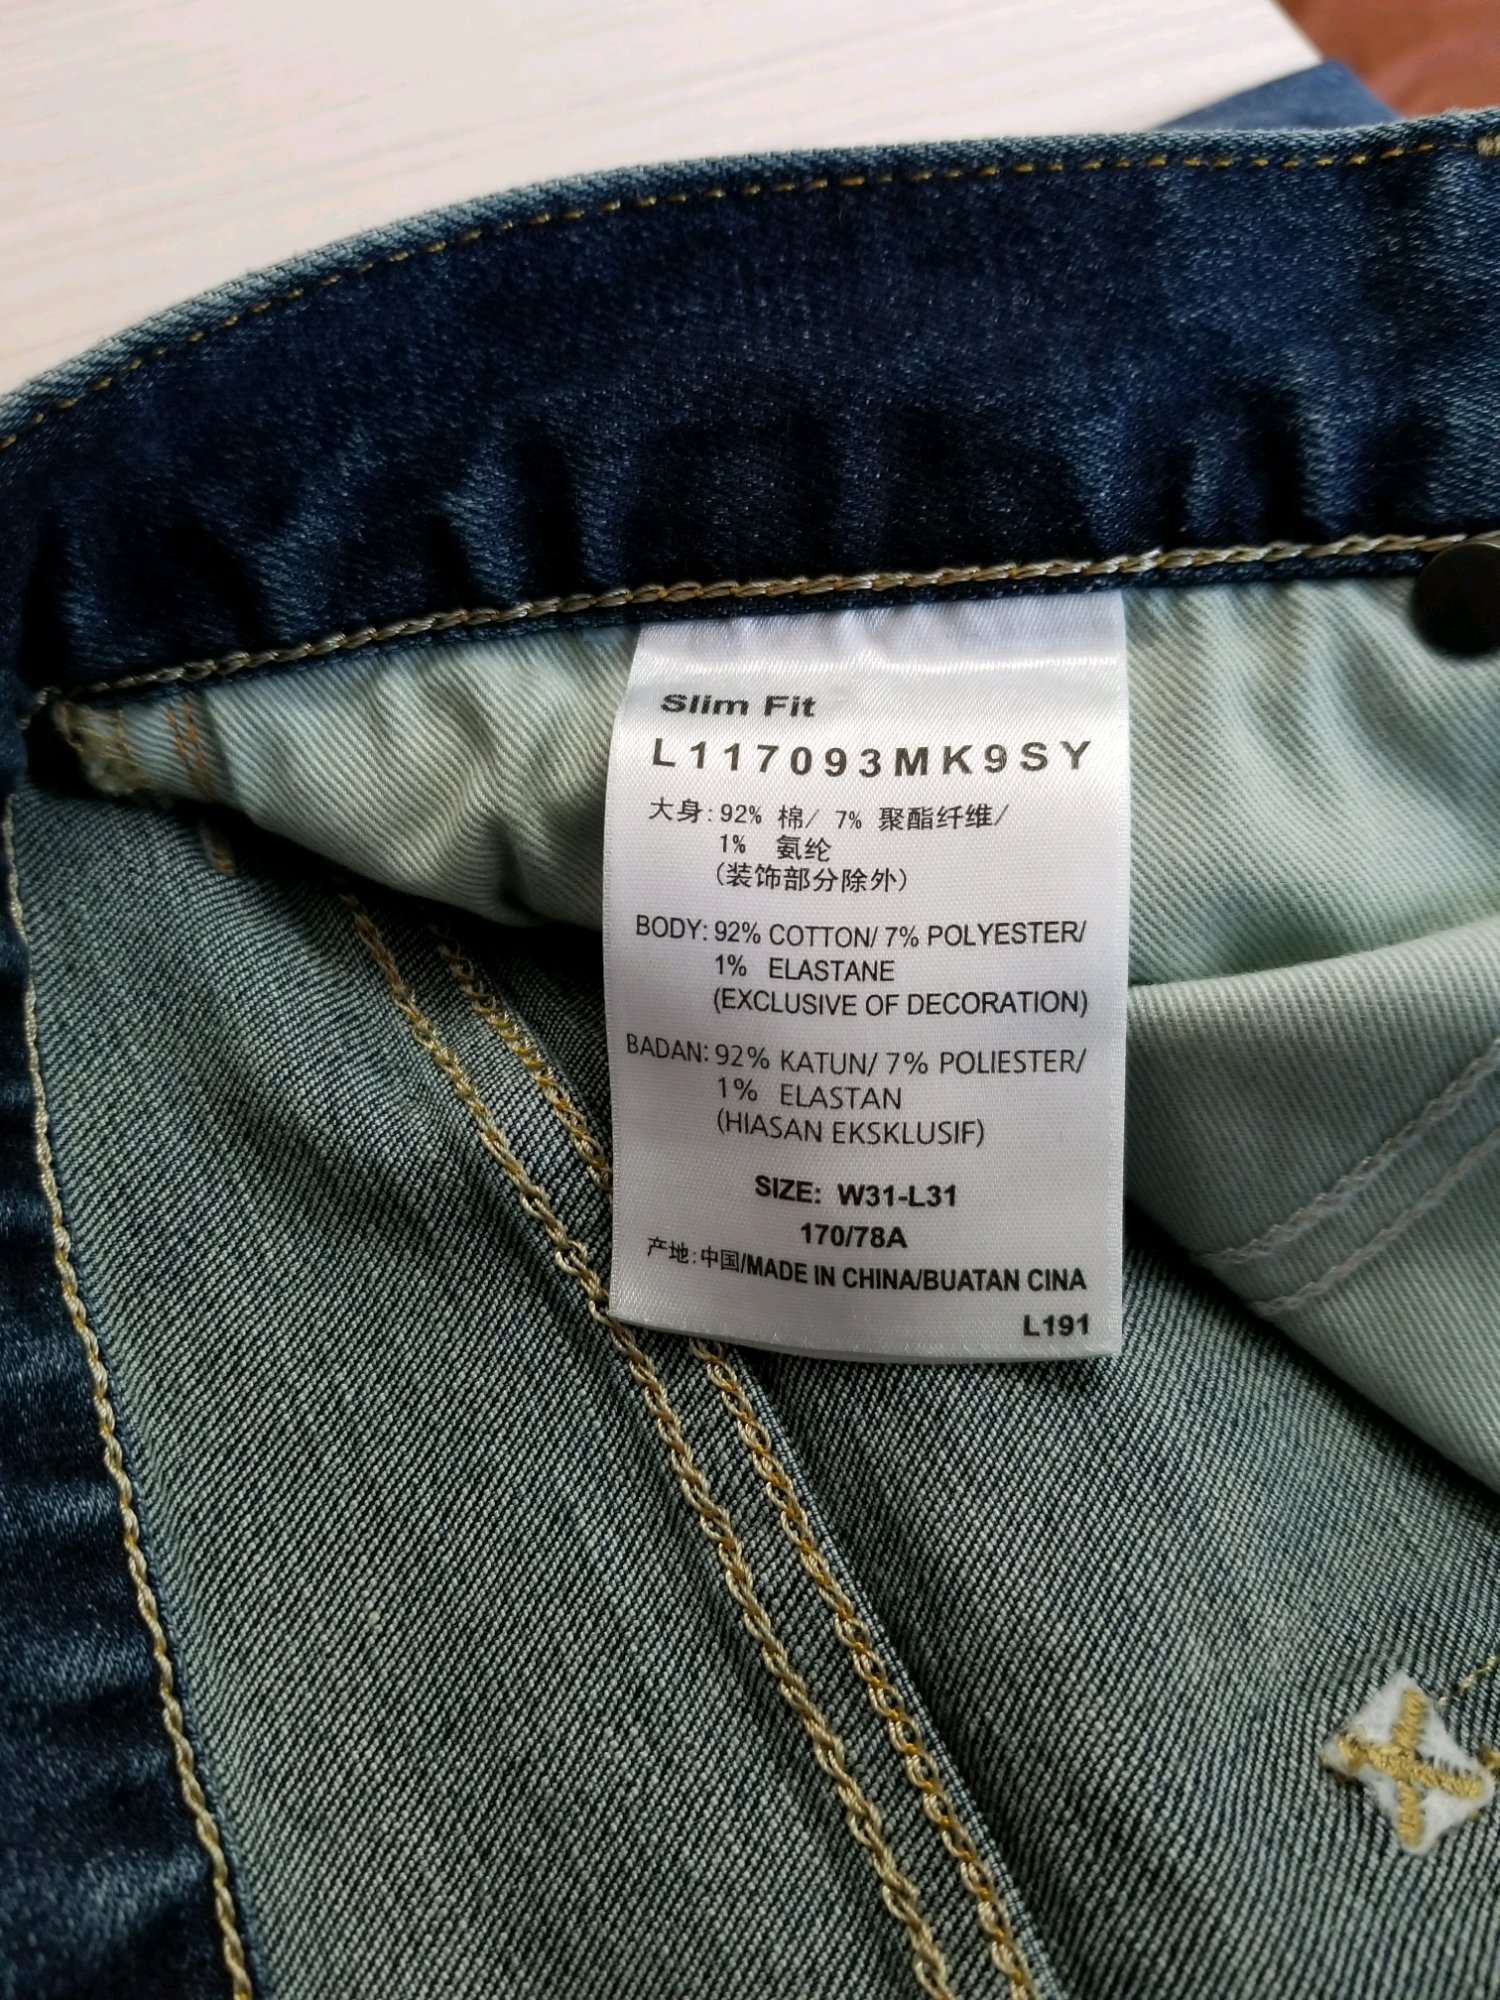 Slim Fit
L117093MK9SY
大身: 92% 棉/ 7% 聚酯纤维/
1% 氨纶
(装饰部分除外)
BODY: 92% COTTON/ 7% POLYESTER/
1% ELASTANE
(EXCLUSIVE OF DECORATION)
BADAN: 92% KATUN/ 7% POLIESTER/
1% ELASTAN
(HIASAN EKSKLUSIF)
SIZE: W31-L31
170/78A
产地:中国/MADE IN CHINA/BUATAN CINA
L191